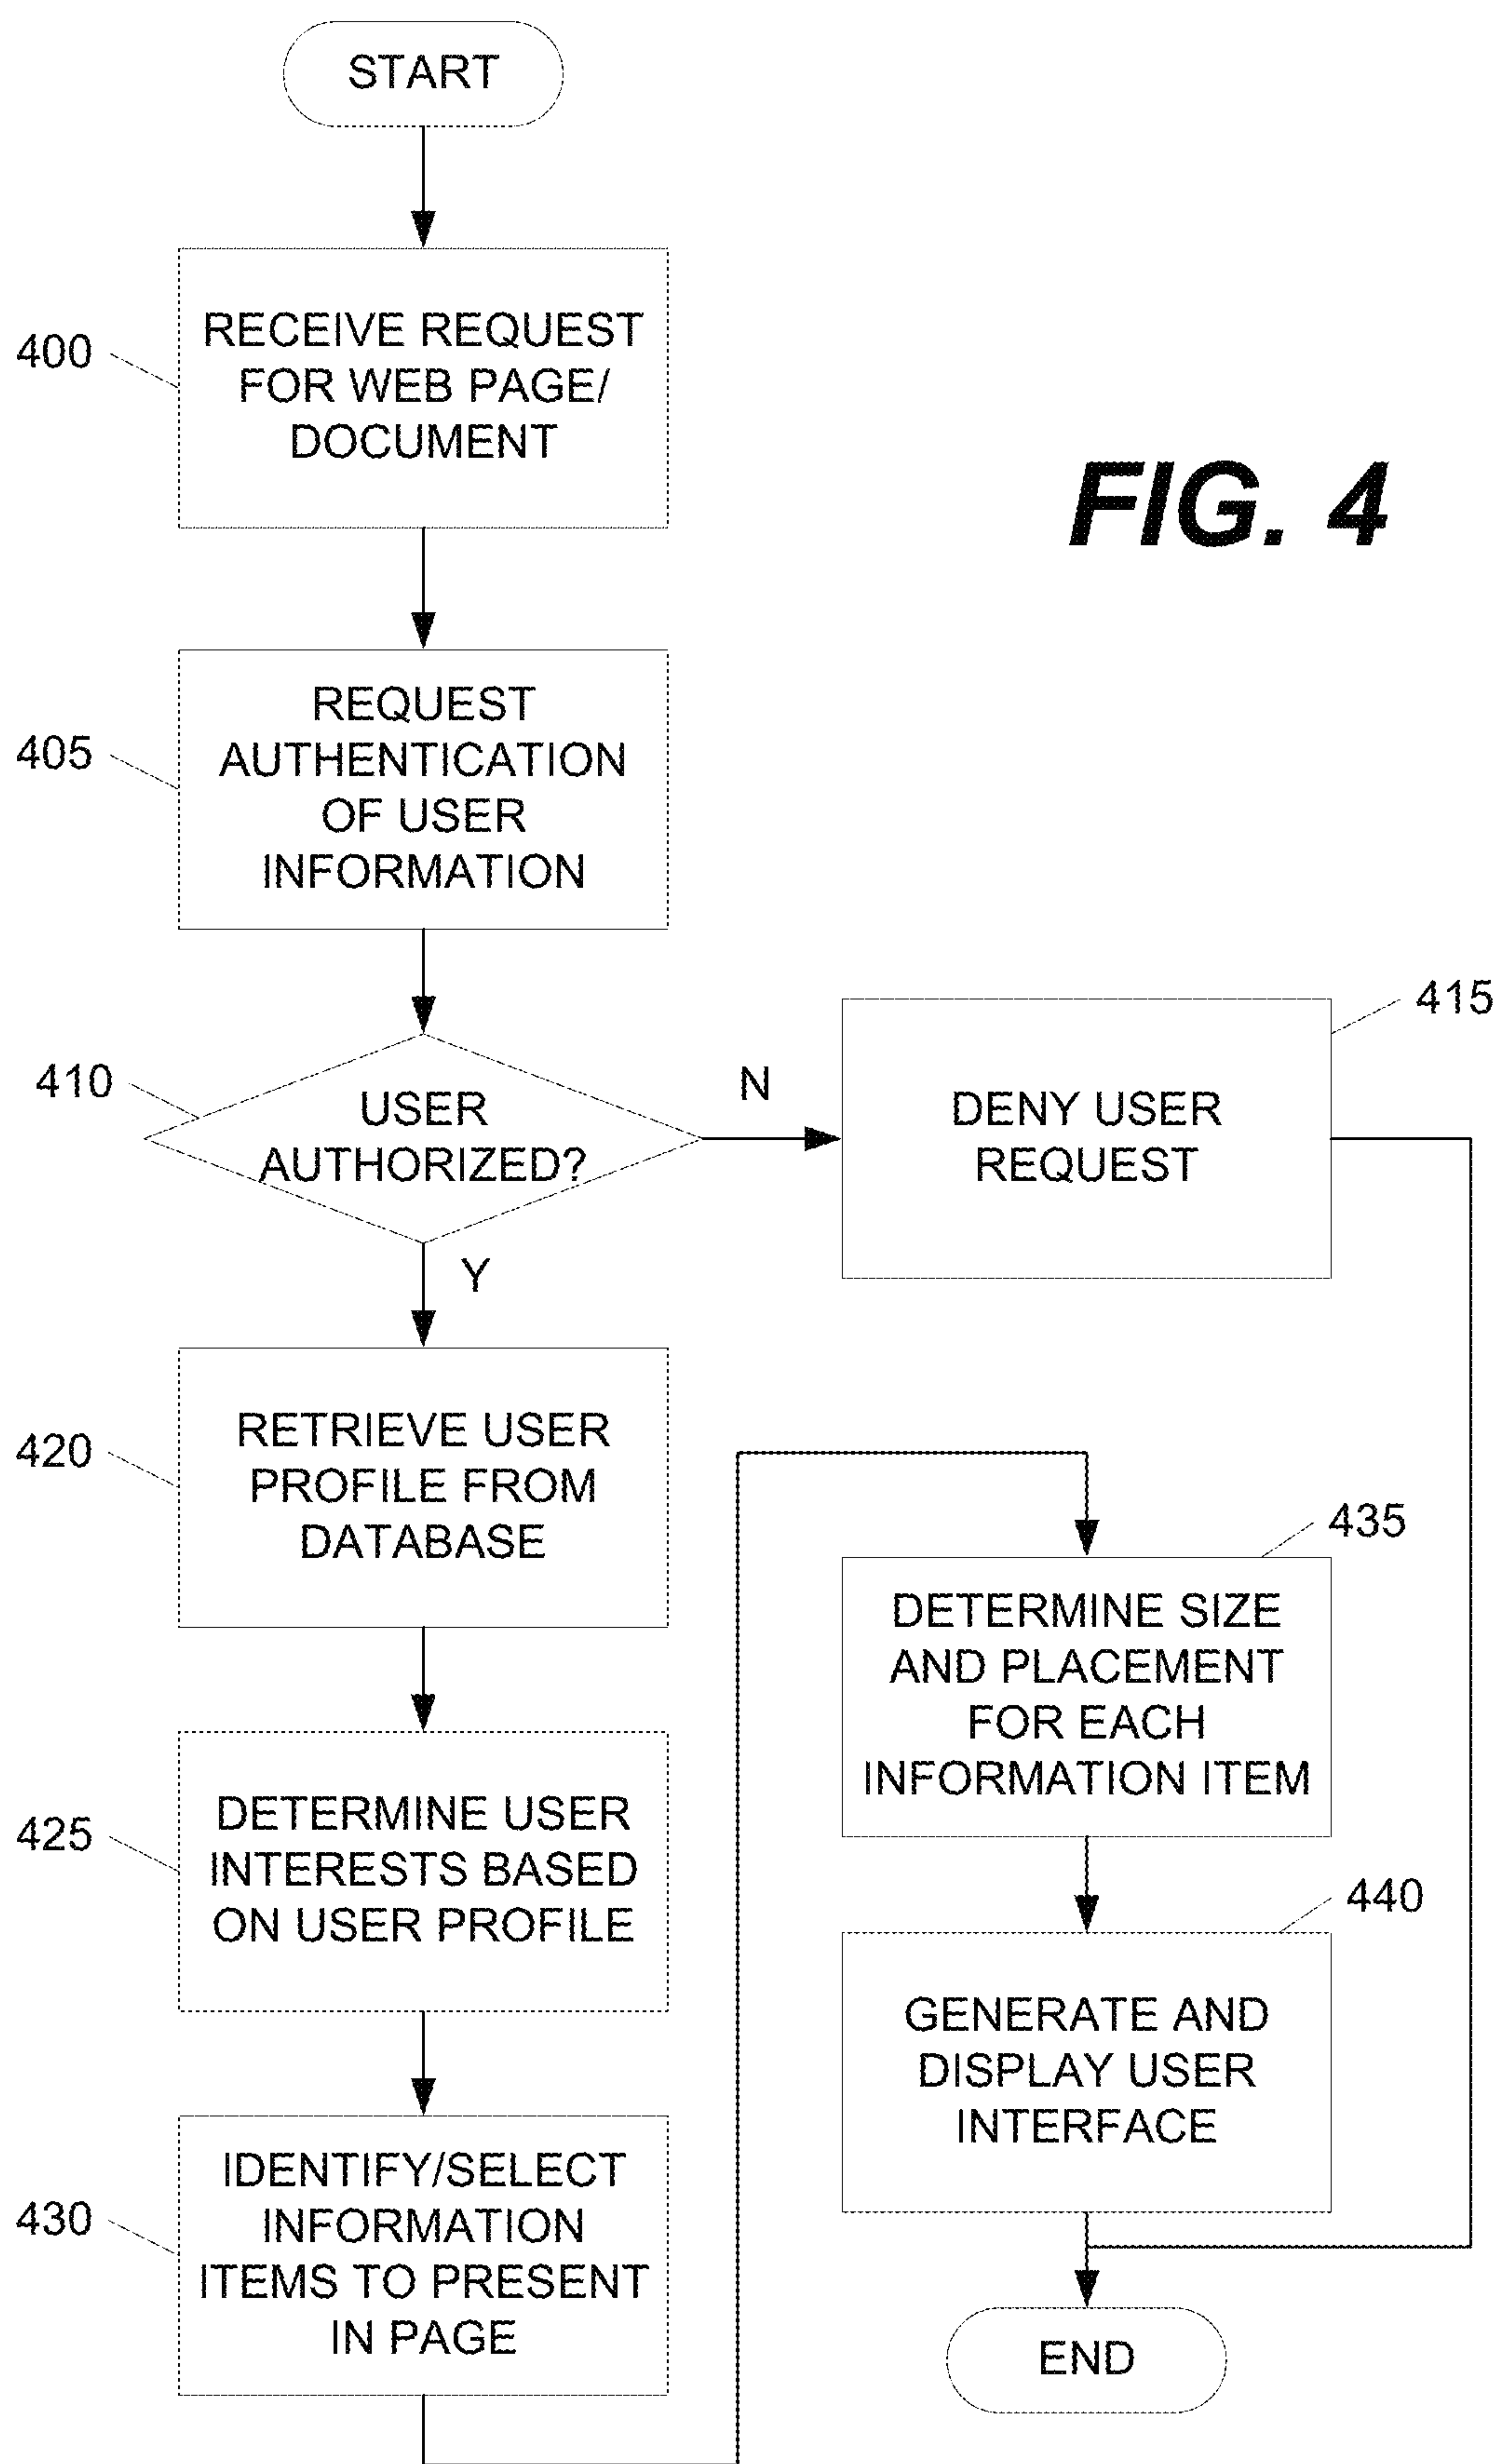 START
400
RECEIVE REQUEST
FOR WEB PAGE/
DOCUMENT
FIG. 4
405
REQUEST
AUTHENTICATION
OF USER
INFORMATION
410
USER
AUTHORIZED?
N
415
DENY USER
REQUEST
Y
420
RETRIEVE USER
PROFILE FROM
DATABASE
425
DETERMINE USER
INTERESTS BASED
ON USER PROFILE
430
IDENTIFY/SELECT
INFORMATION
ITEMS TO PRESENT
IN PAGE
435
DETERMINE SIZE
AND PLACEMENT
FOR EACH
INFORMATION ITEM
440
GENERATE AND
DISPLAY USER
INTERFACE
END